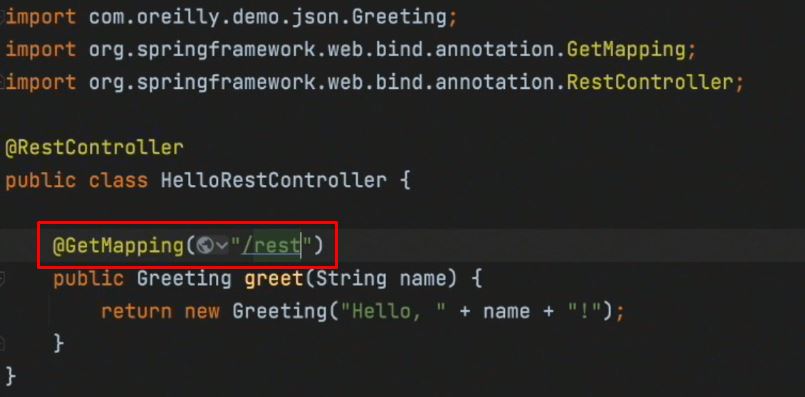 import com.oreilly.demo.json.Greeting;
import org.springframework.web.bind.annotation.GetMapping;
import org.springframework.web.bind.annotation.RestController;
@RestController
public class HelloRestController {
@GetMapping("/rest")
public Greeting greet(String name) {
return new Greeting("Hello, " + name + "!");
}
}